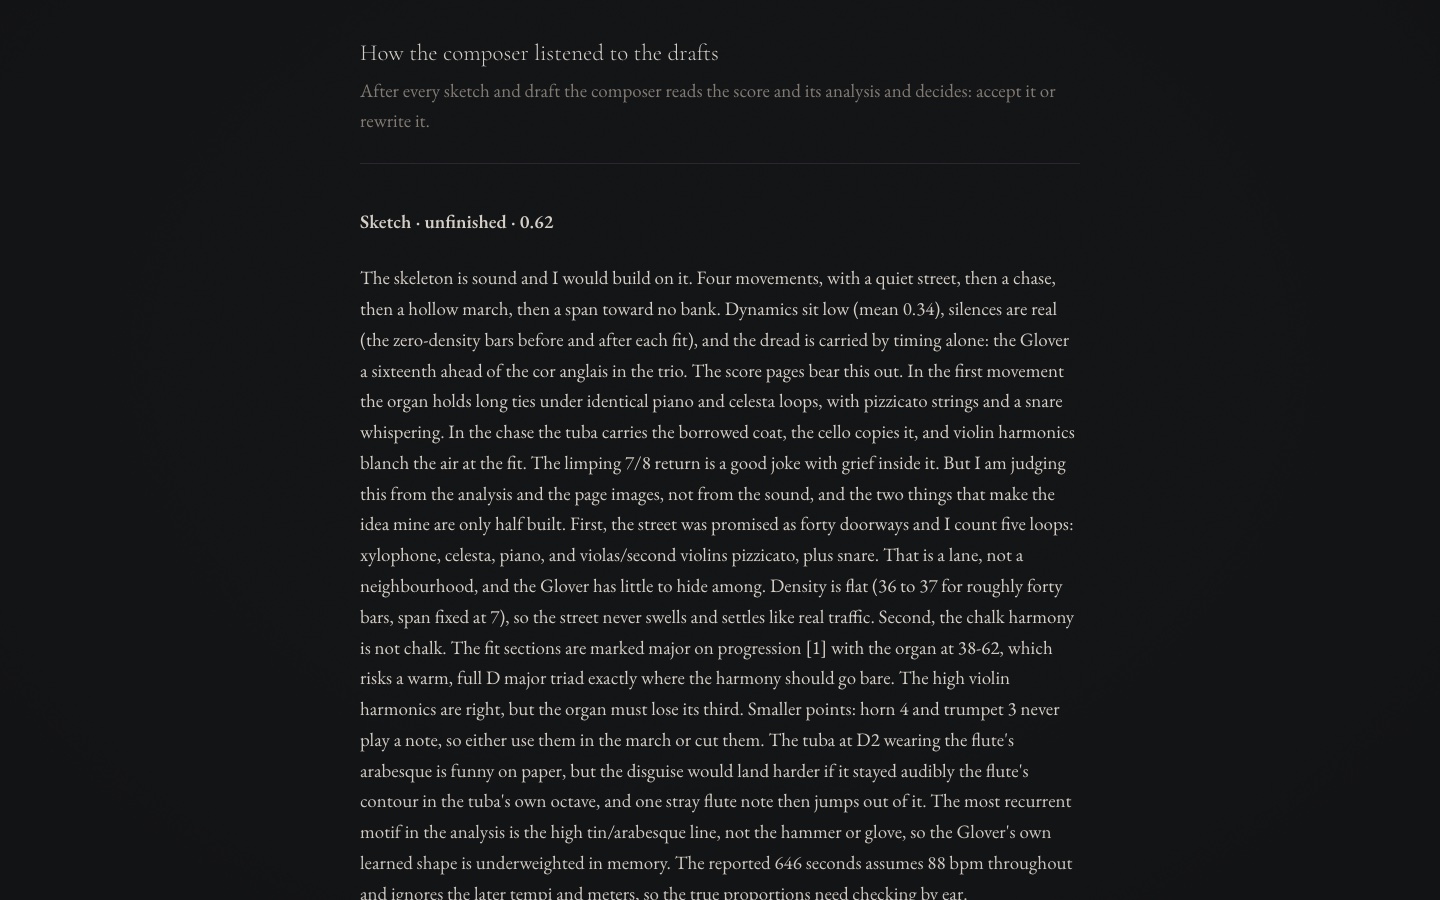 How the composer listened to the drafts
After every sketch and draft the composer reads the score and its analysis and decides: accept it or
rewrite it.
Sketch · unfinished · 0.62
The skeleton is sound and I would build on it. Four movements, with a quiet street, then a chase,
then a hollow march, then a span toward no bank. Dynamics sit low (mean 0.34), silences are real
(the zero-density bars before and after each fit), and the dread is carried by timing alone: the Glover
a sixteenth ahead of the cor anglais in the trio. The score pages bear this out. In the first movement
the organ holds long ties under identical piano and celesta loops, with pizzicato strings and a snare
whispering. In the chase the tuba carries the borrowed coat, the cello copies it, and violin harmonics
blanch the air at the fit. The limping 7/8 return is a good joke with grief inside it. But I am judging
this from the analysis and the page images, not from the sound, and the two things that make the
idea mine are only half built. First, the street was promised as forty doorways and I count five loops:
xylophone, celesta, piano, and violas/second violins pizzicato, plus snare. That is a lane, not a
neighbourhood, and the Glover has little to hide among. Density is flat (36 to 37 for roughly forty
bars, span fixed at 7), so the street never swells and settles like real traffic. Second, the chalk harmony
is not chalk. The fit sections are marked major on progression [1] with the organ at 38-62, which
risks a warm, full D major triad exactly where the harmony should go bare. The high violin
harmonics are right, but the organ must lose its third. Smaller points: horn 4 and trumpet 3 never
play a note, so either use them in the march or cut them. The tuba at D2 wearing the flute's
arabesque is funny on paper, but the disguise would land harder if it stayed audibly the flute's
contour in the tuba's own octave, and one stray flute note then jumps out of it. The most recurrent
motif in the analysis is the high tin/arabesque line, not the hammer or glove, so the Glover's own
learned shape is underweighted in memory. The reported 646 seconds assumes 88 bpm throughout
and ignores the later tempi and meters, so the true proportions need checking by ear.